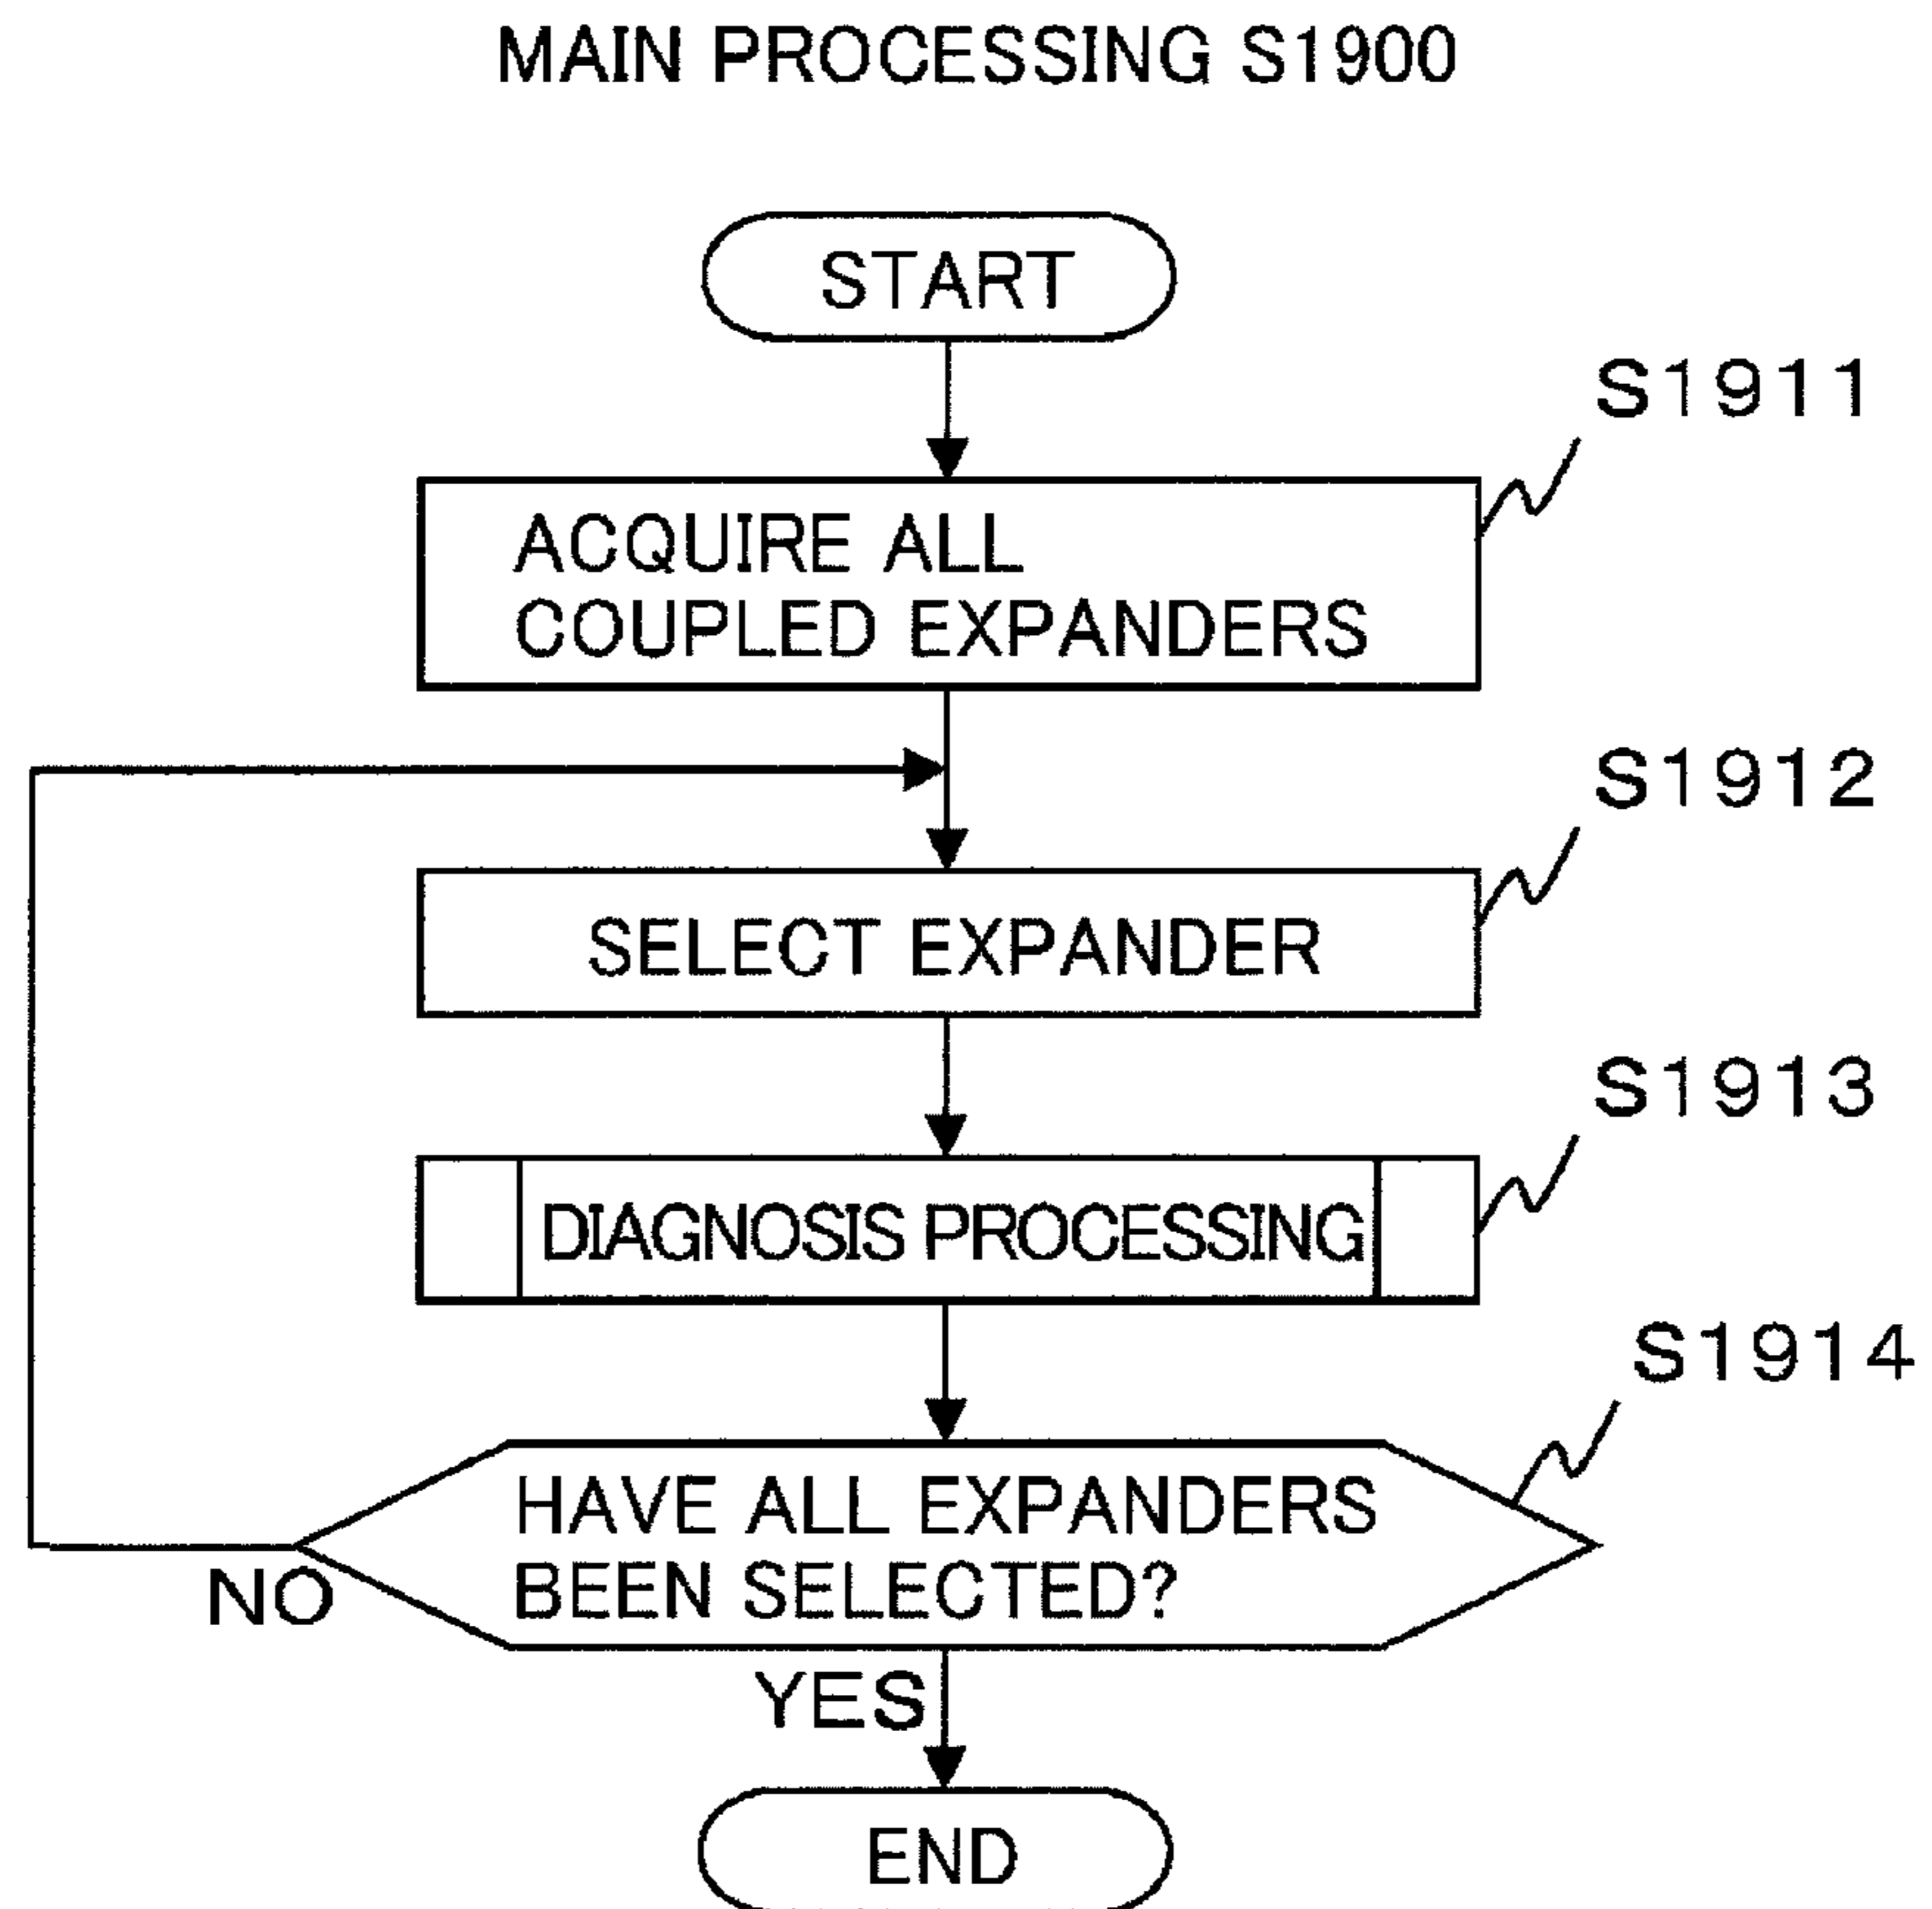 MAIN PROCESSING S1900
START
S1911
ACQUIRE ALL
COUPLED EXPANDERS
S1912
SELECT EXPANDER
S1913
DIAGNOSIS PROCESSING
S1914
HAVE ALL EXPANDERS
BEEN SELECTED?
NO
YES
END